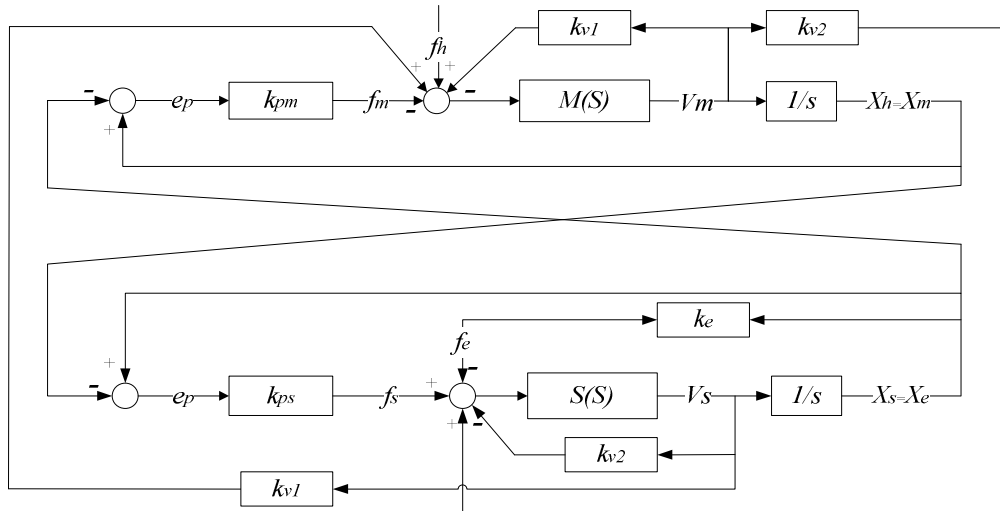 kv1
kv2
fh
+
+
-
ep
kpm
fm
-
-
M(S)
Vm
1/s
Xh=Xm
+
ke
fe
+
-
-
ep
kps
fs
+
S(S)
Vs
1/s
Xs=Xe
+
-
kv2
kv1